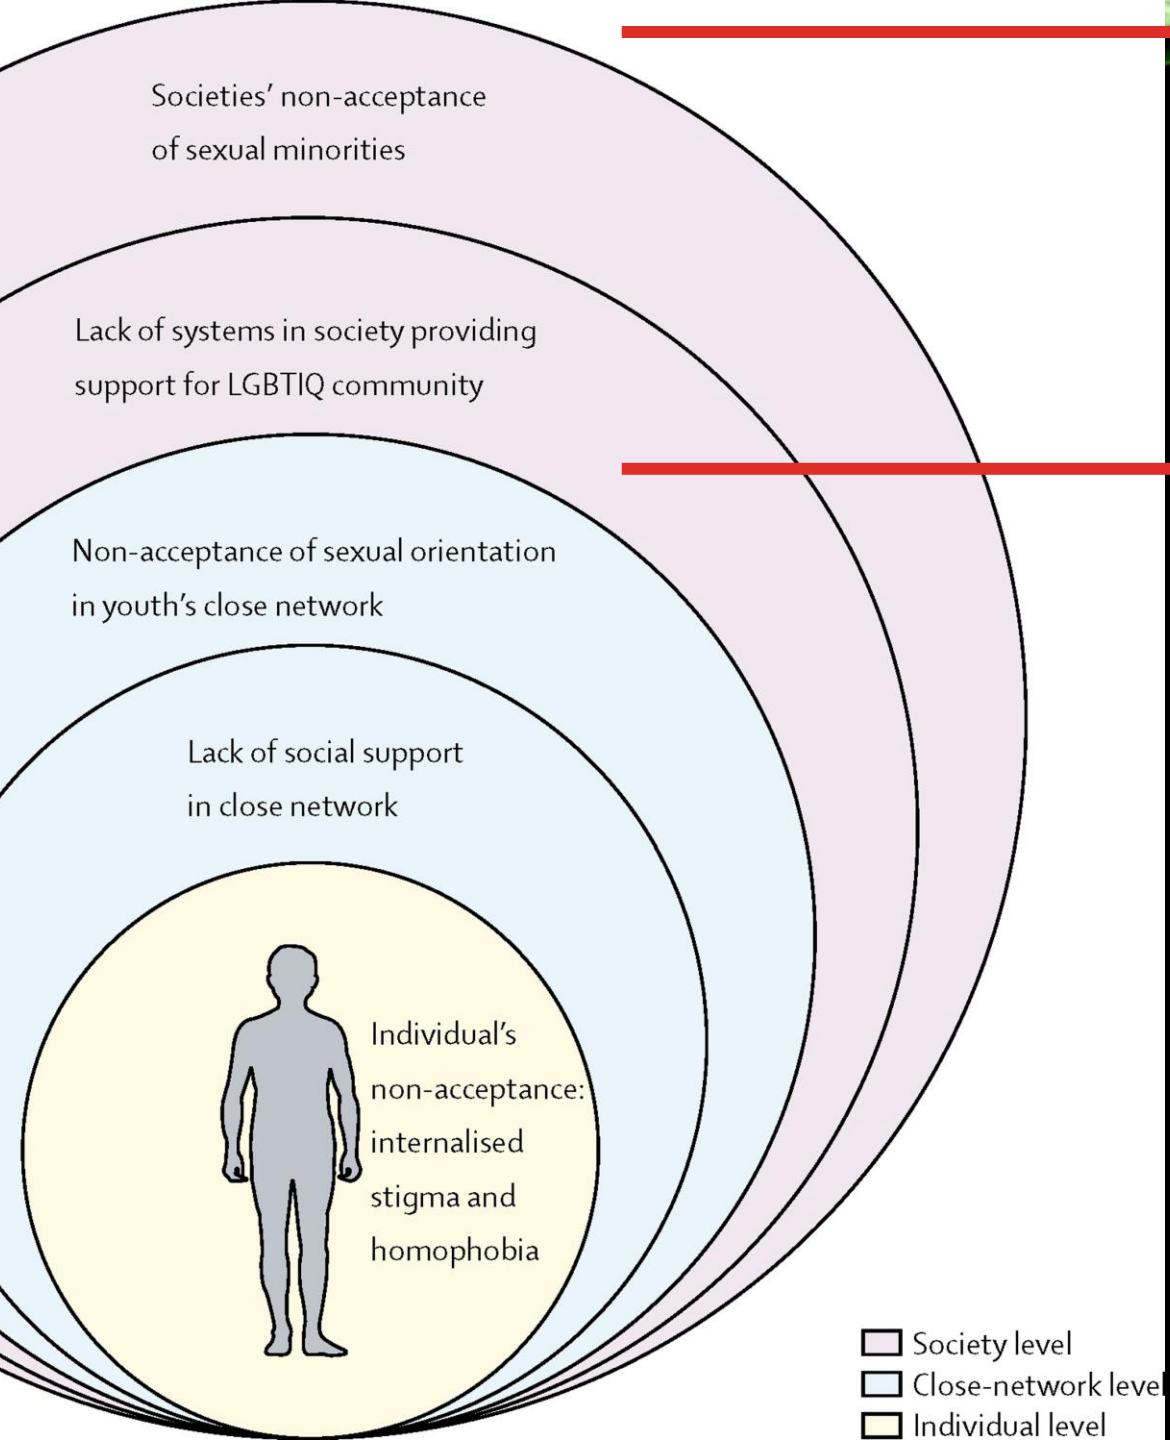 Societies’ non-acceptance
of sexual minorities
Lack of systems in society providing
support for LGBTIQ community
Non-acceptance of sexual orientation
in youth’s close network
Lack of social support
in close network
Individual’s
non-acceptance:
internalised
stigma and
homophobia
Society level
Close-network level
Individual level